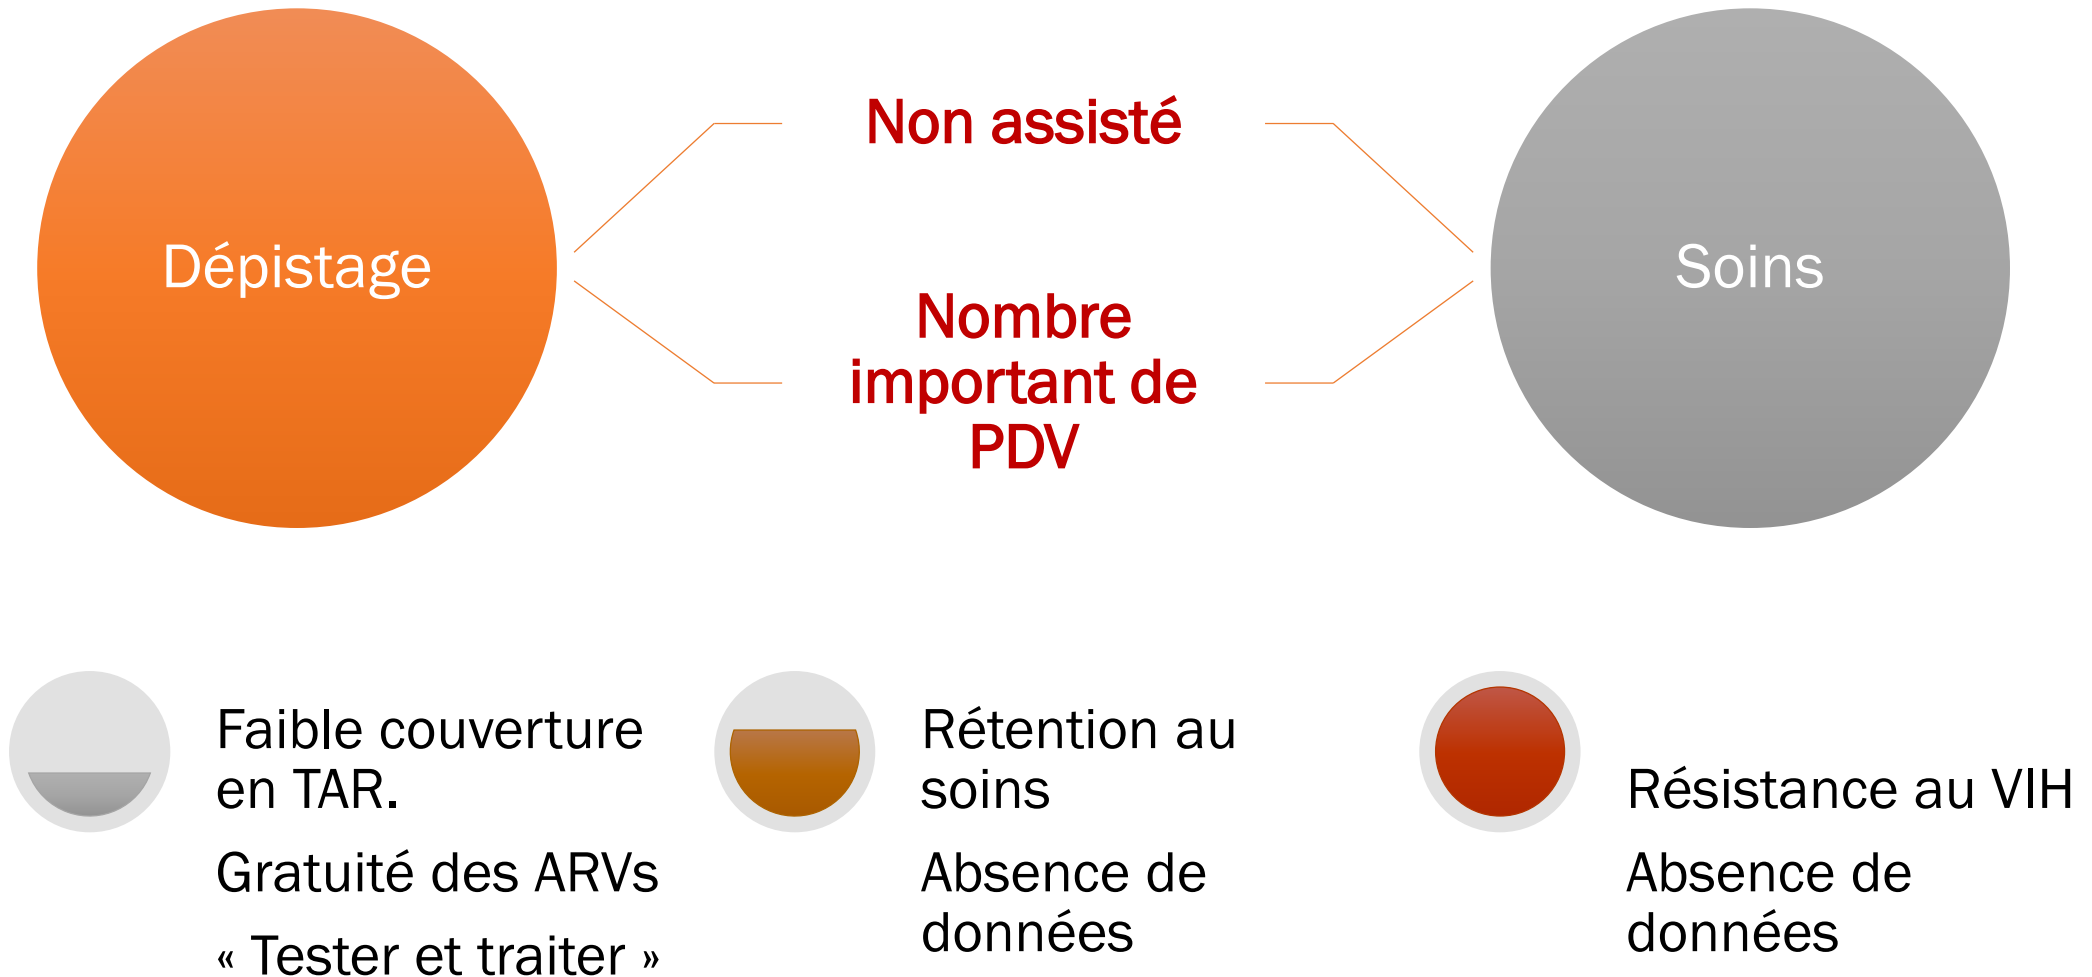 Dépistage
Non assisté
Nombre
important de
PDV
Soins
Faible couverture
en TAR.
Gratuité des ARVs
« Tester et traiter »
Rétention au
soins
Absence de
données
Résistance au VIH
Absence de
données